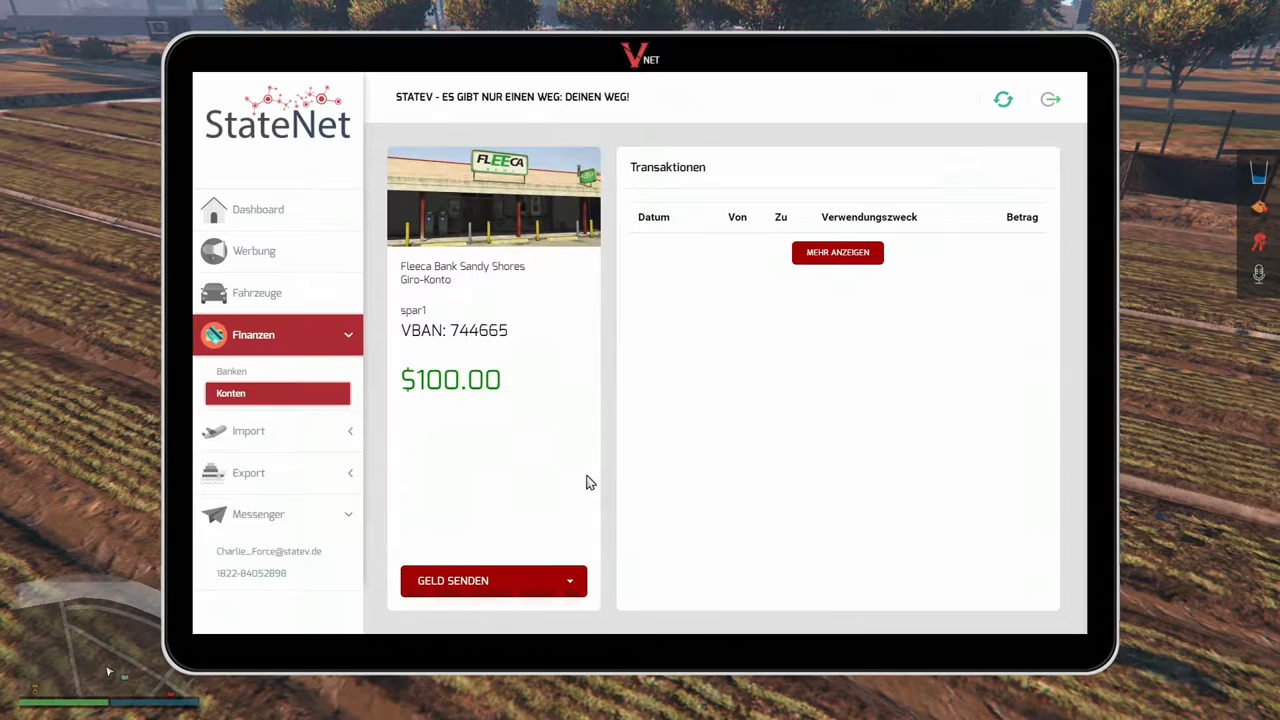 V NET
StateNet
STATEV - ES GIBT NUR EINEN WEG: DEINEN WEG!
Dashboard
Werbung
Fahrzeuge
Finanzen
Banken
Konten
Import
Export
Messenger
Charlie_Force@statev.de
1822-84052898
FLEECA
Fleeca Bank Sandy Shores
Giro-Konto
spar1
VBAN: 744665
$100.00
GELD SENDEN
Transaktionen
Datum Von Zu Verwendungszweck Betrag
MEHR ANZEIGEN